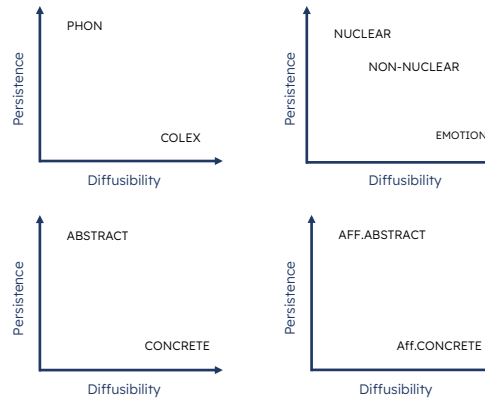 PHON
COLEX
Persistence
Diffusibility
NUCLEAR
NON-NUCLEAR
EMOTION
Persistence
Diffusibility
ABSTRACT
CONCRETE
Persistence
Diffusibility
AFF.ABSTRACT
Aff.CONCRETE
Persistence
Diffusibility